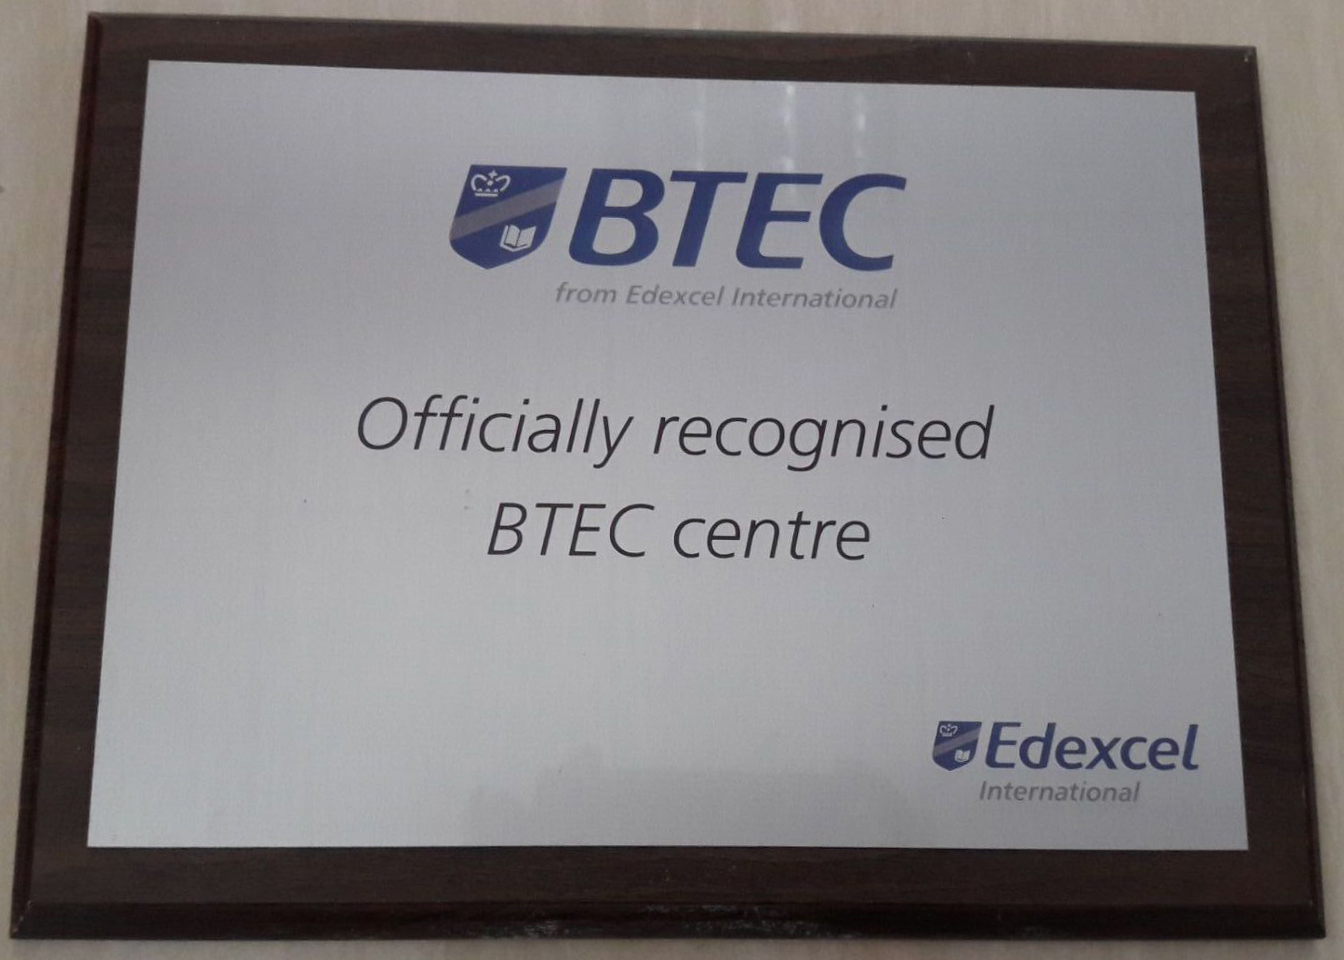 BTEC
from Edexcel International
Officially recognised
BTEC centre
Edexcel
International